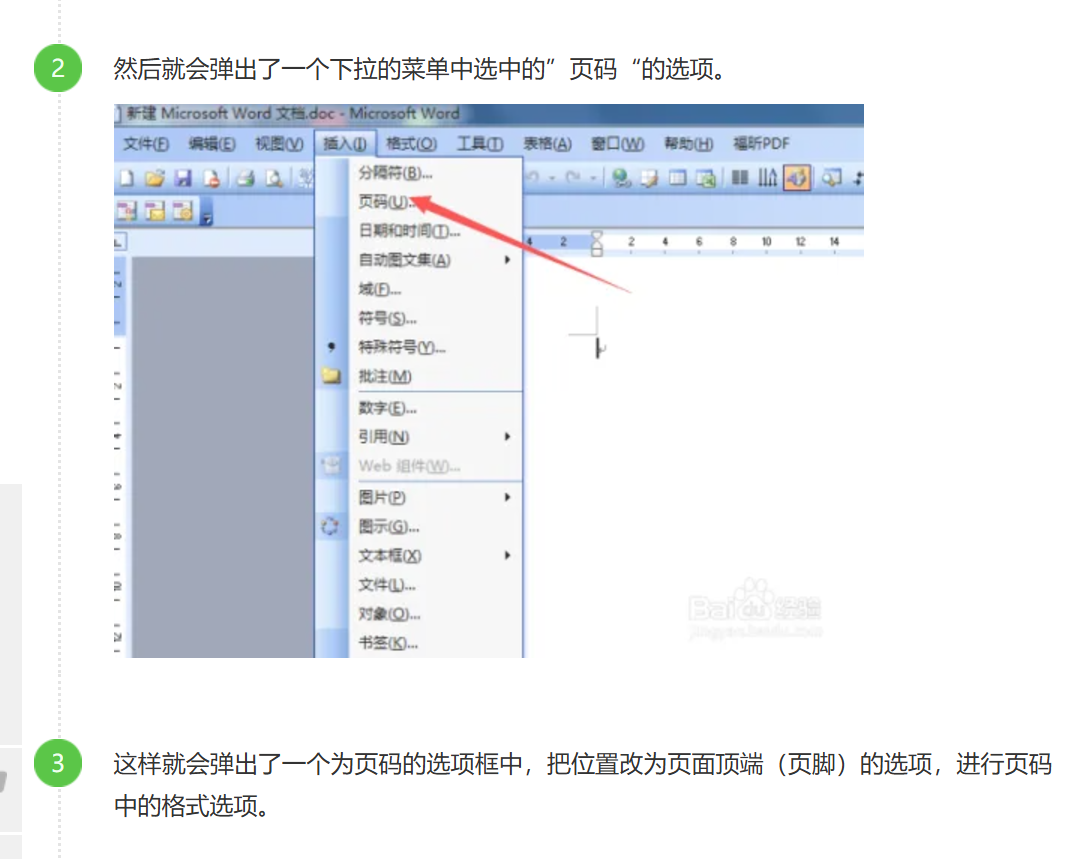 2
然后就会弹出了一个下拉的菜单中选中的”页码“的选项。
新建 Microsoft Word 文档.doc - Microsoft Word
文件(F) 编辑(E) 视图(V) 插入(I) 格式(O) 工具(T) 表格(A) 窗口(W) 帮助(H) 福昕PDF
分隔符(B)...
页码(U)...
日期和时间(T)...
4 2 2 4 6 8 10 12 14
自动图文集(A)
域(F)...
符号(S)...
特殊符号(Y)...
批注(M)
数字(E)...
引用(N)
Web 组件(W)...
图片(P)
图示(G)...
文本框(X)
文件(L)...
对象(O)...
书签(K)...
Baidu 经验
jingyan.baidu.com
3
这样就会弹出了一个为页码的选项框中，把位置改为页面顶端（页脚）的选项，进行页码
中的格式选项。